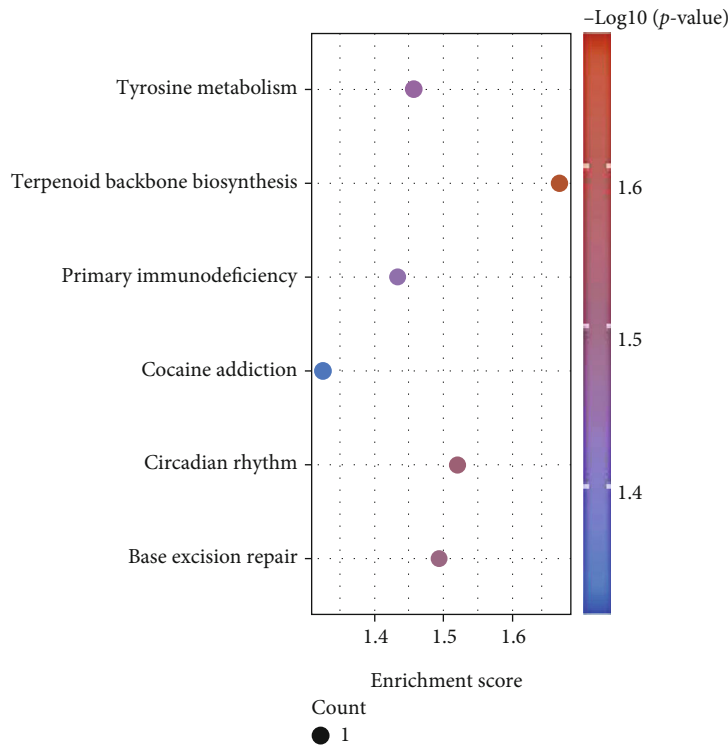 –Log10 (p-value)
Tyrosine metabolism
Terpenoid backbone biosynthesis
Primary immunodeficiency
Cocaine addiction
Circadian rhythm
Base excision repair
1.6
1.5
1.4
1.4 1.5 1.6
Enrichment score
Count
1